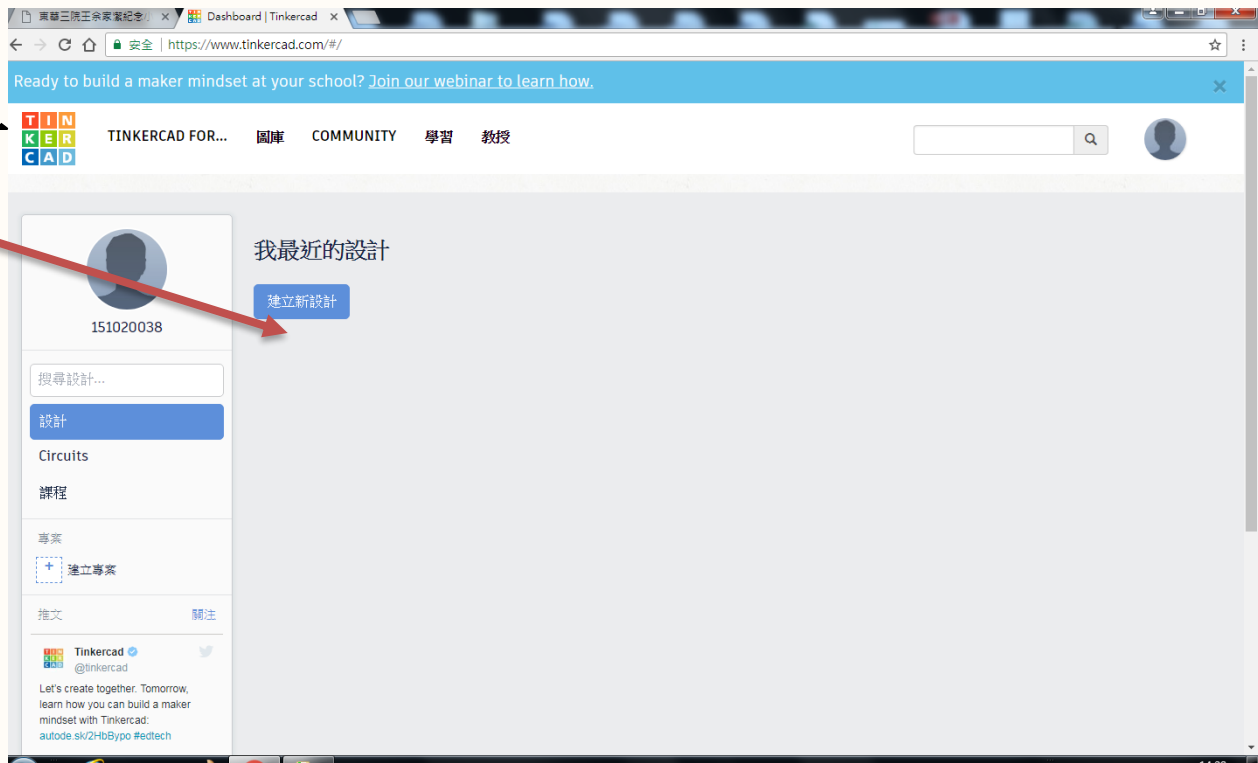 Dashboard | Tinkercad
安全 | https://www.tinkercad.com/#/
Ready to build a maker mindset at your school? Join our webinar to learn how.
TIN
KER
CAD
TINKERCAD FOR... 圖庫 COMMUNITY 學習 教授
我最近的設計
建立新設計
151020038
搜尋設計...
設計
Circuits
課程
專案
+ 建立專案
推文 關注
Tinkercad
@tinkercad
Let's create together. Tomorrow,
learn how you can build a maker
mindset with Tinkercad:
autode.sk/2HbBypo #edtech